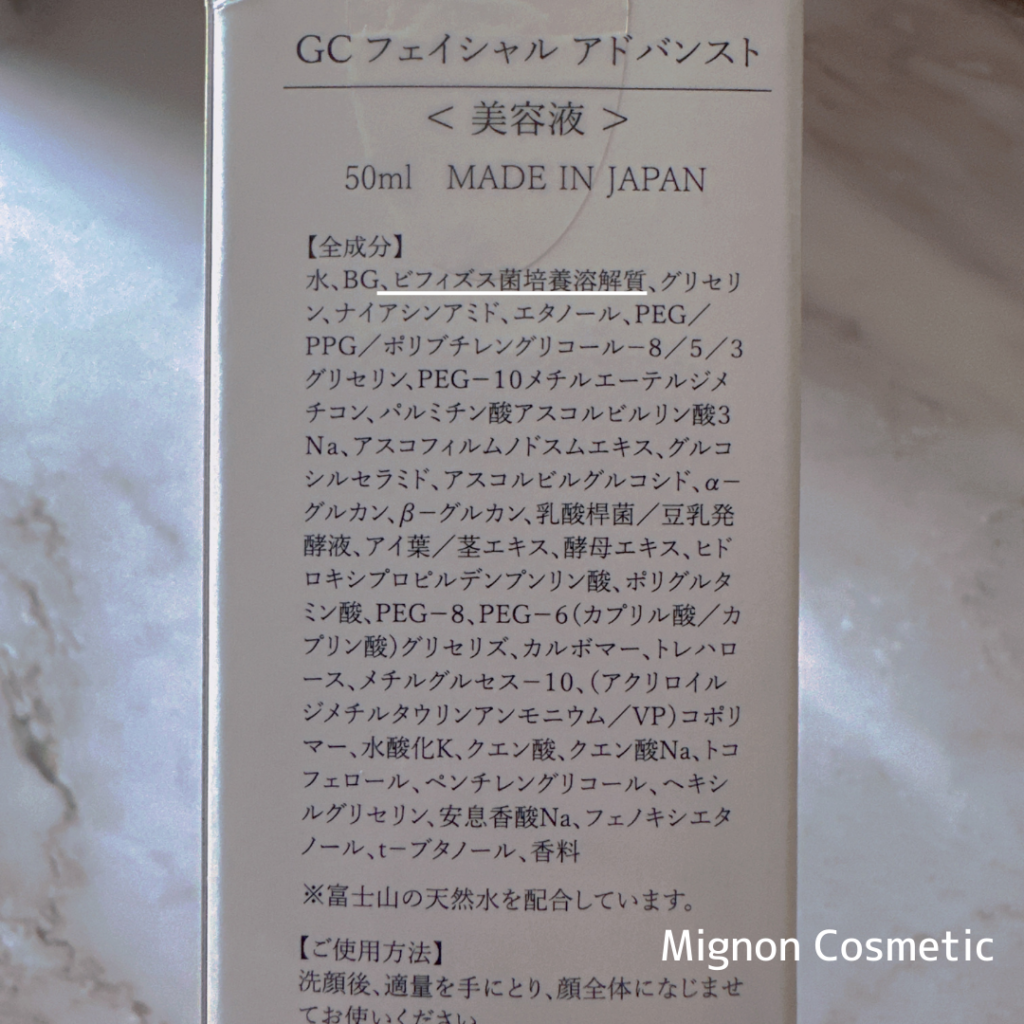 GC フェイシャル アドバンスト
< 美容液 >
50ml MADE IN JAPAN
【全成分】
水、BG、ビフィズス菌培養溶解質、グリセリ
ン、ナイアシンアミド、エタノール、PEG／
PPG／ポリブチレングリコール－8／5／3
グリセリン、PEG－10メチルエーテルジメ
チコン、パルミチン酸アスコルビルリン酸3
Na、アスコフィルムノドスムエキス、グルコ
シルセラミド、アスコルビルグルコシド、α－
グルカン、β－グルカン、乳酸桿菌／豆乳発
酵液、アイ葉／茎エキス、酵母エキス、ヒド
ロキシプロピルデンプンリン酸、ポリグルタ
ミン酸、PEG－8、PEG－6（カプリル酸／カ
プリン酸）グリセリズ、カルボマー、トレハロ
ース、メチルグルセス－10、（アクリロイル
ジメチルタウリンアンモニウム／VP）コポリ
マー、水酸化K、クエン酸、クエン酸Na、トコ
フェロール、ペンチレングリコール、ヘキシ
ルグリセリン、安息香酸Na、フェノキシエタ
ノール、t－ブタノール、香料
※富士山の天然水を配合しています。
【ご使用方法】
洗顔後、適量を手にとり、顔全体になじませ
てお使いください
Mignon Cosmetic